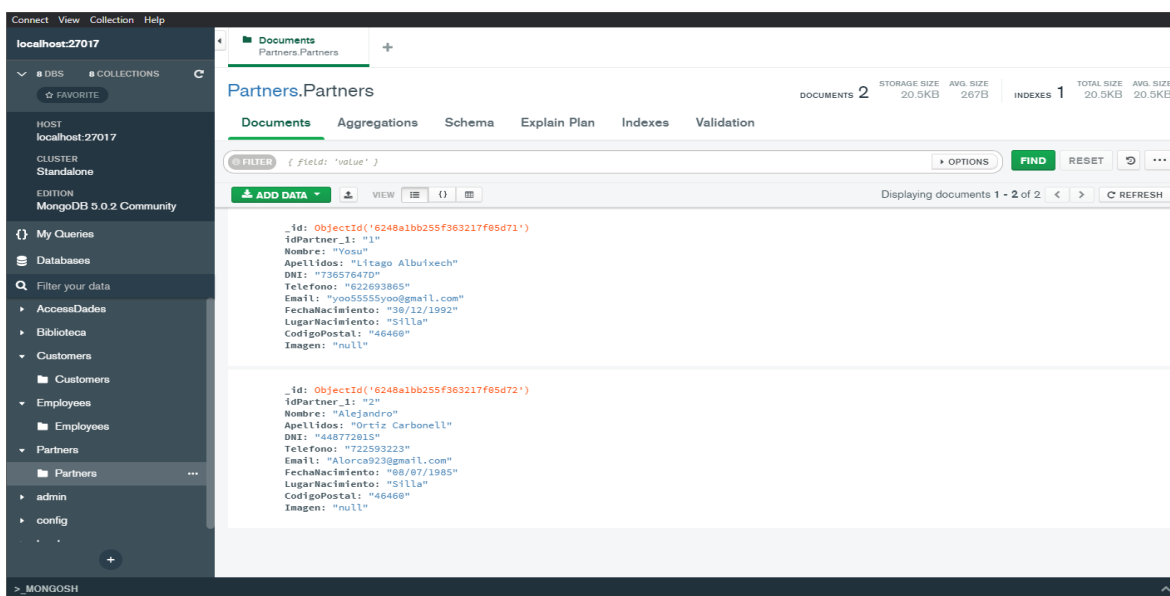 Connect View Collection Help
localhost:27017
Documents
Partners.Partners
8 DBS 8 COLLECTIONS
FAVORITE
HOST
localhost:27017
CLUSTER
Standalone
EDITION
MongoDB 5.0.2 Community
{} My Queries
Databases
Filter your data
AccessDades
Biblioteca
Customers
Customers
Employees
Employees
Partners
Partners
admin
config
>_MONGOSH
Partners.Partners
DOCUMENTS 2
STORAGE SIZE 20.5KB
AVG. SIZE 267B
INDEXES 1
TOTAL SIZE 20.5KB
AVG. SIZE 20.5KB
Documents Aggregations Schema Explain Plan Indexes Validation
FILTER { field: 'value' }
OPTIONS FIND RESET
ADD DATA VIEW {}
Displaying documents 1 - 2 of 2 < > REFRESH
_id: ObjectId('6248a1bb255f363217f05d71')
idPartner_1: "1"
Nombre: "Yosu"
Apellidos: "Litago Albuixech"
DNI: "73657647D"
Telefono: "622693865"
Email: "yoo55555yoo@gmail.com"
FechaNacimiento: "30/12/1992"
LugarNacimiento: "Silla"
CodigoPostal: "46460"
Imagen: "null"
_id: ObjectId('6248a1bb255f363217f05d72')
idPartner_1: "2"
Nombre: "Alejandro"
Apellidos: "Ortiz Carbonell"
DNI: "44877201S"
Telefono: "722593223"
Email: "Alorca923@gmail.com"
FechaNacimiento: "08/07/1985"
LugarNacimiento: "Silla"
CodigoPostal: "46460"
Imagen: "null"